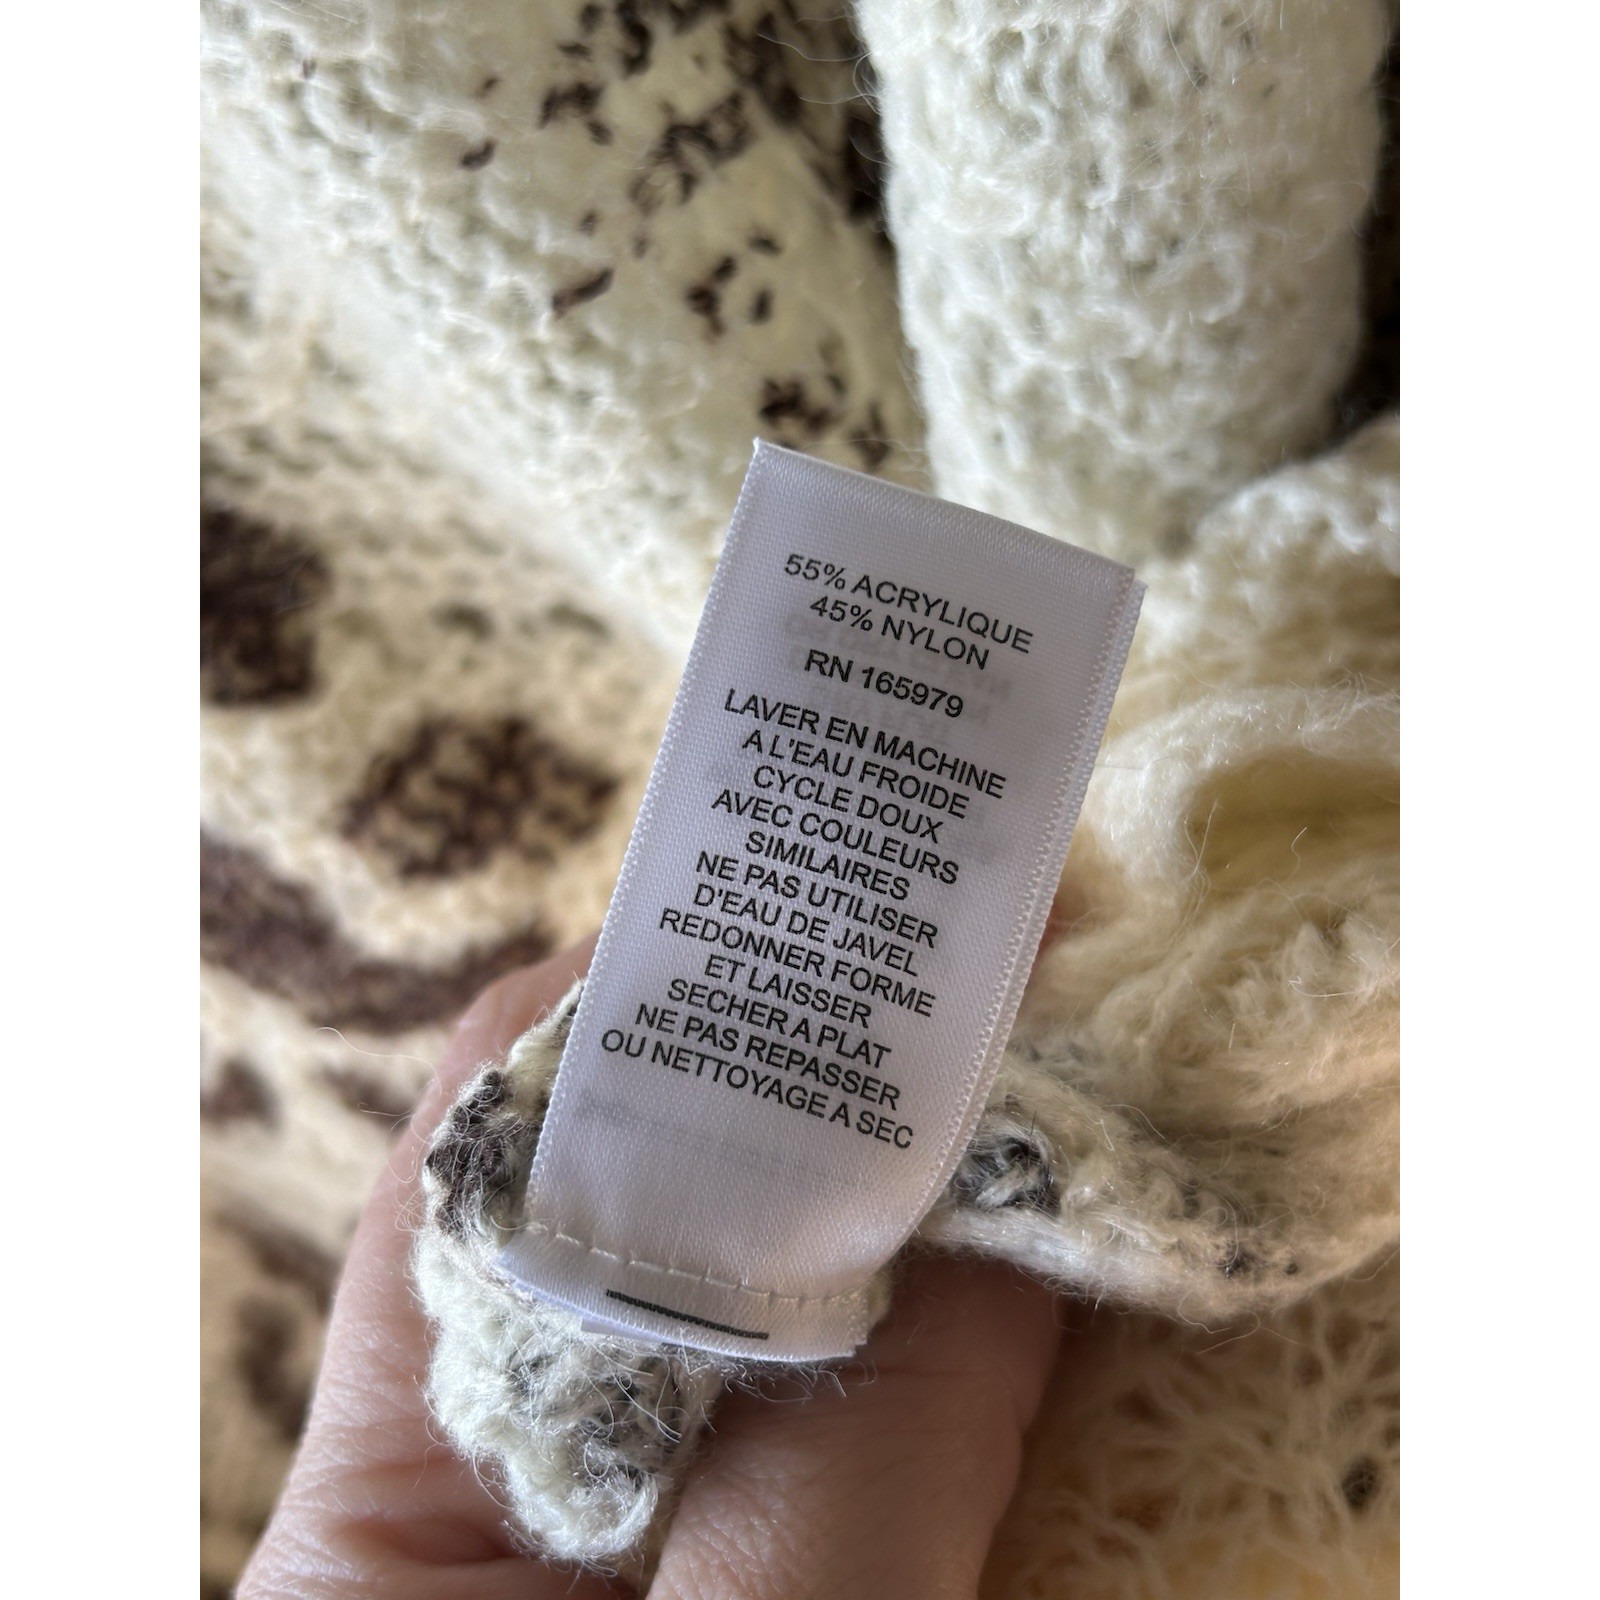 55% ACRYLIQUE
45% NYLON
RN 165979
LAVER EN MACHINE
A L'EAU FROIDE
CYCLE DOUX
AVEC COULEURS
SIMILAIRES
NE PAS UTILISER
D'EAU DE JAVEL
REDONNER FORME
ET LAISSER
SECHER A PLAT
NE PAS REPASSER
OU NETTOYAGE A SEC